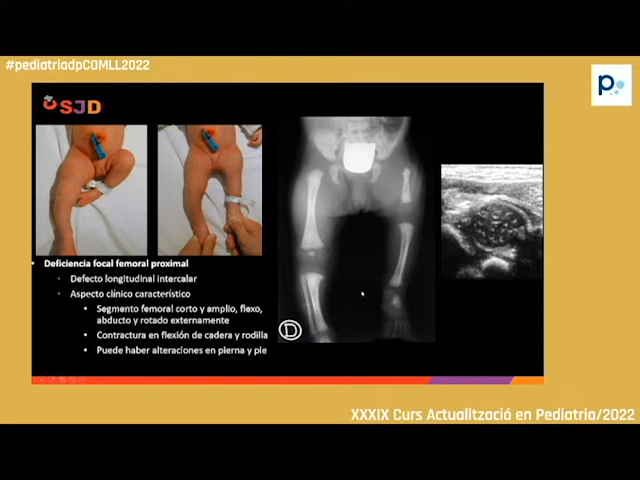 #pediatriadpCOMLL2022
p
SJD
Deficiencia focal femoral proximal
Defecto longitudinal intercalar
Aspecto clínico característico
Segmento femoral corto y amplio, flexo,
abducto y rotado externamente
Contractura en flexión de cadera y rodilla
Puede haber alteraciones en pierna y pie
D
XXXIX Curs Actualització en Pediatria/2022